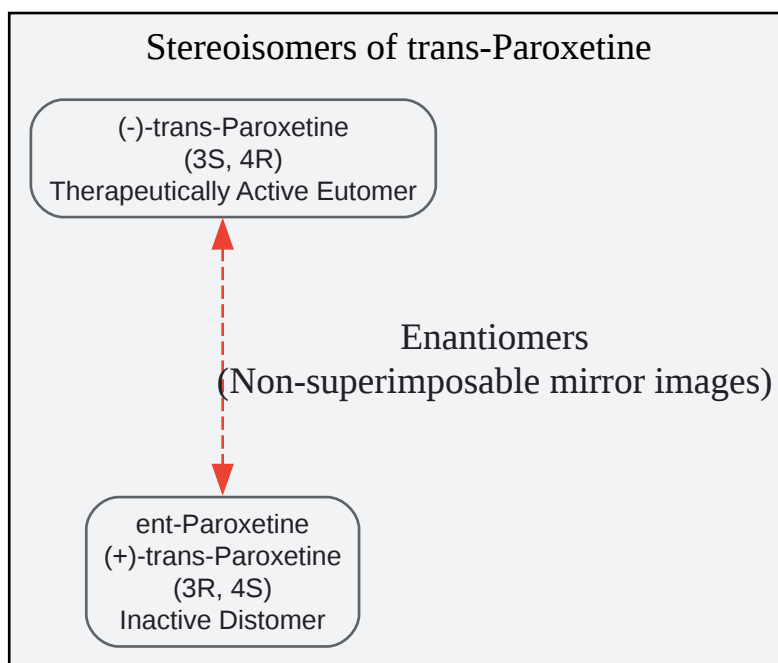 Stereoisomers of trans-Paroxetine
(-)-trans-Paroxetine
(3S, 4R)
Therapeutically Active Eutomer
Enantiomers
(Non-superimposable mirror images)
ent-Paroxetine
(+)-trans-Paroxetine
(3R, 4S)
Inactive Distomer